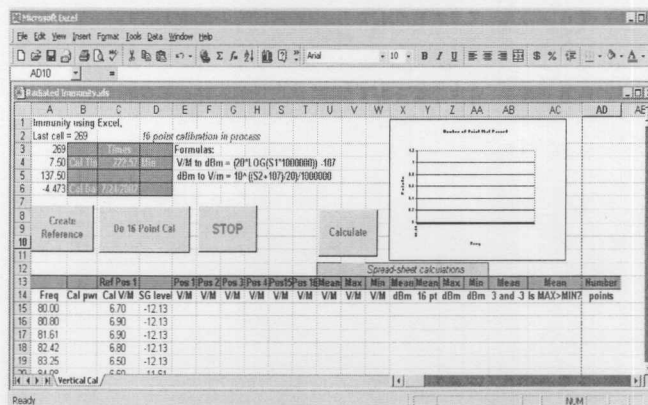 Microsoft Excel
File Edit View Insert Format Tools Data Window Help
Arial 10 B I U $ %
AD10 =
Radiated Immunity.xls
A B C D E F G H S T U V W X Y Z AA AB AC AD AE
1 Immunity using Excel,
2 Last cell = 269 16 point calibration in process
3 269 Times Formulas:
4 7.50 Cal Tim Min V/M to dBm = (20*LOG(S1*1000000)) -107
5 137.50 dBm to V/m = 10^((S2+107)/20)/1000000
6 -4.473
7
8
9
10
11
12
Create Reference
Do 16 Point Cal
STOP
Calculate
Spread-sheet calculations
13 Ref Pos 1 Pos 1 Pos 2 Pos 3 Pos 4 Pos15 Pos 16 Mean Max Min Mean Mean Max Min Mean Mean Number
14 Freq Cal pwr Cal V/M SG level V/M V/M V/M V/M V/M V/M V/M V/M V/M dBm 16 pt dBm dBm 3 and -3 is MAX>MIN? points
15 80.00 6.70 -12.13
16 80.80 6.90 -12.13
17 81.61 6.90 -12.13
18 82.42 6.80 -12.13
19 83.25 6.50 -12.13
Vertical Cal
Ready NUM